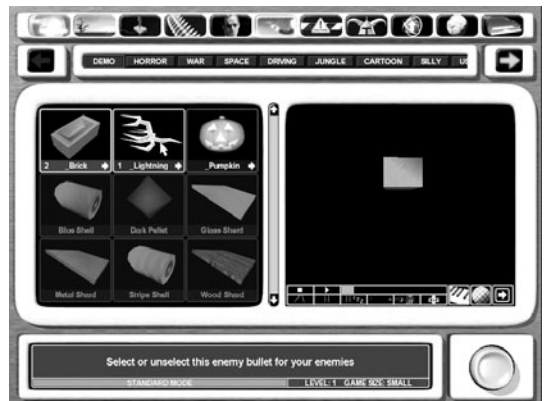 DEMO HORROR WAR SPACE DRIVING JUNGLE CARTOON SILLY US
2 _Brick 1 _Lightning _Pumpkin
Blue Shell Dark Pellet Glass Shard
Metal Shard Stripe Shell Wood Shard
Select or unselect this enemy bullet for your enemies
STANDARD MODE LEVEL: 1 GAME SIZE: SMALL